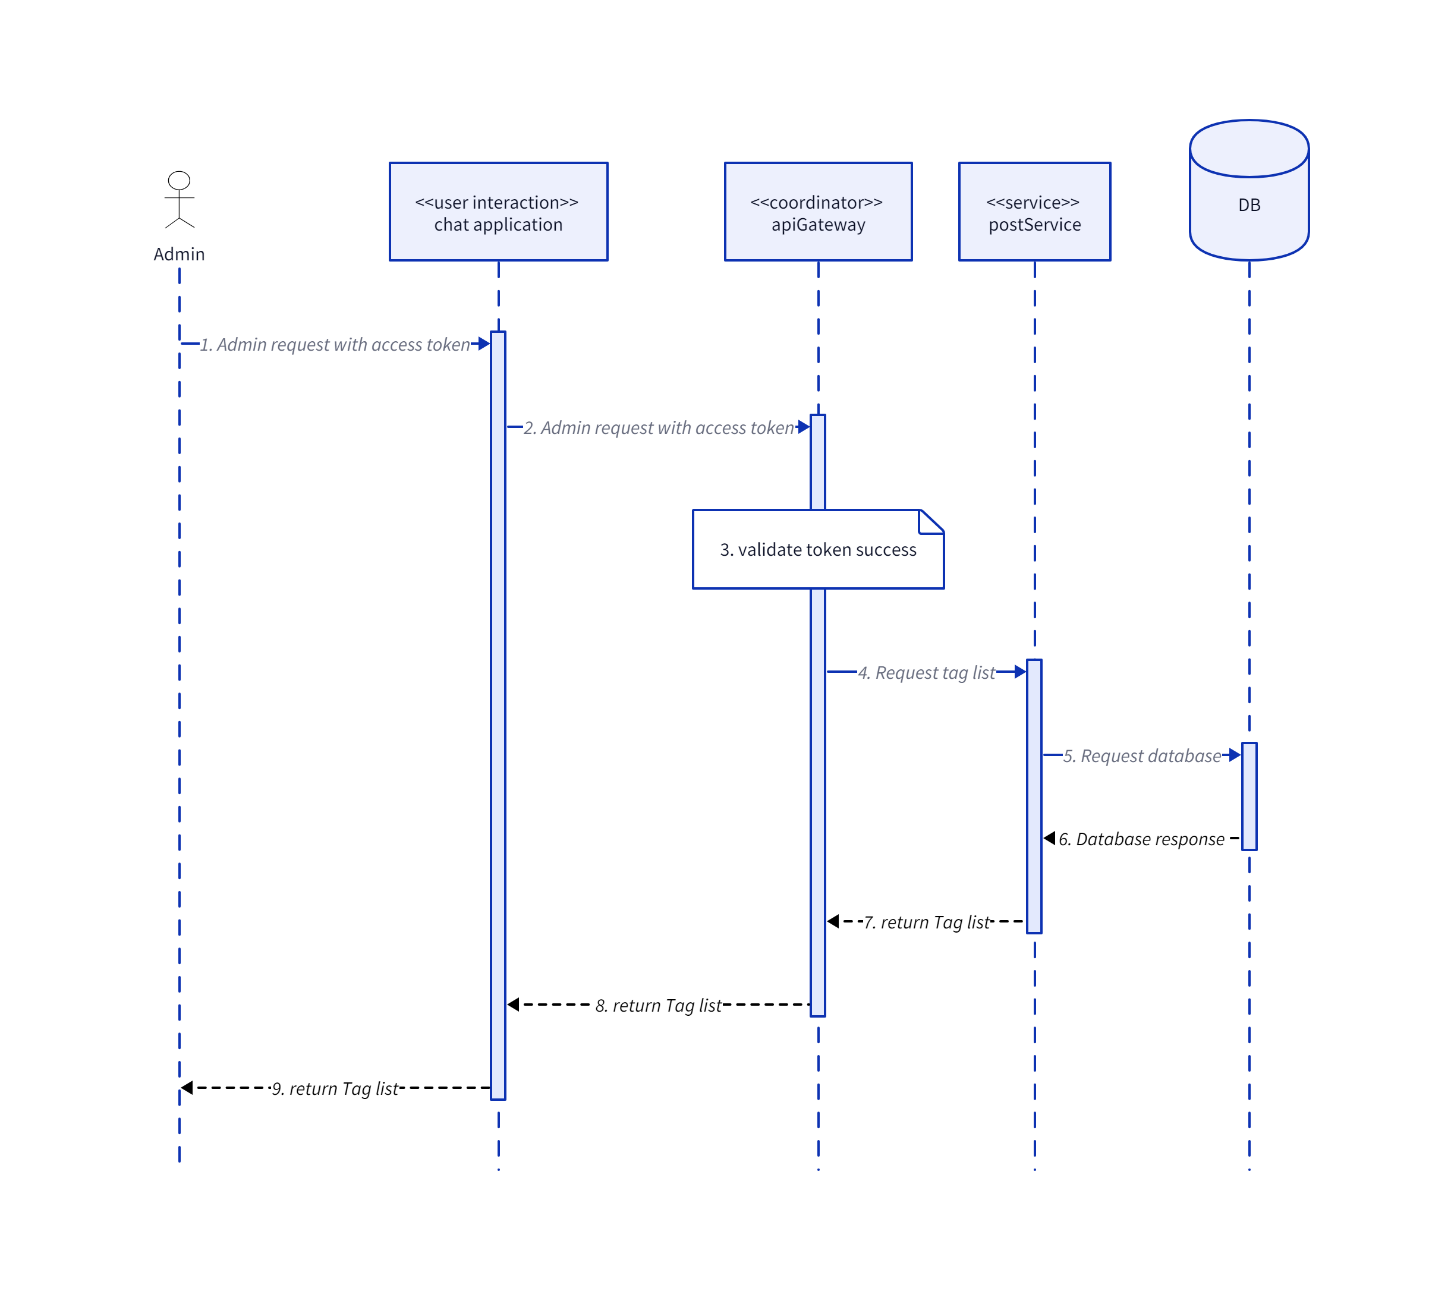 Admin
<<user interaction>>
chat application
<<coordinator>>
apiGateway
<<service>>
postService
DB
1. Admin request with access token
2. Admin request with access token
3. validate token success
4. Request tag list
5. Request database
6. Database response
7. return Tag list
8. return Tag list
9. return Tag list